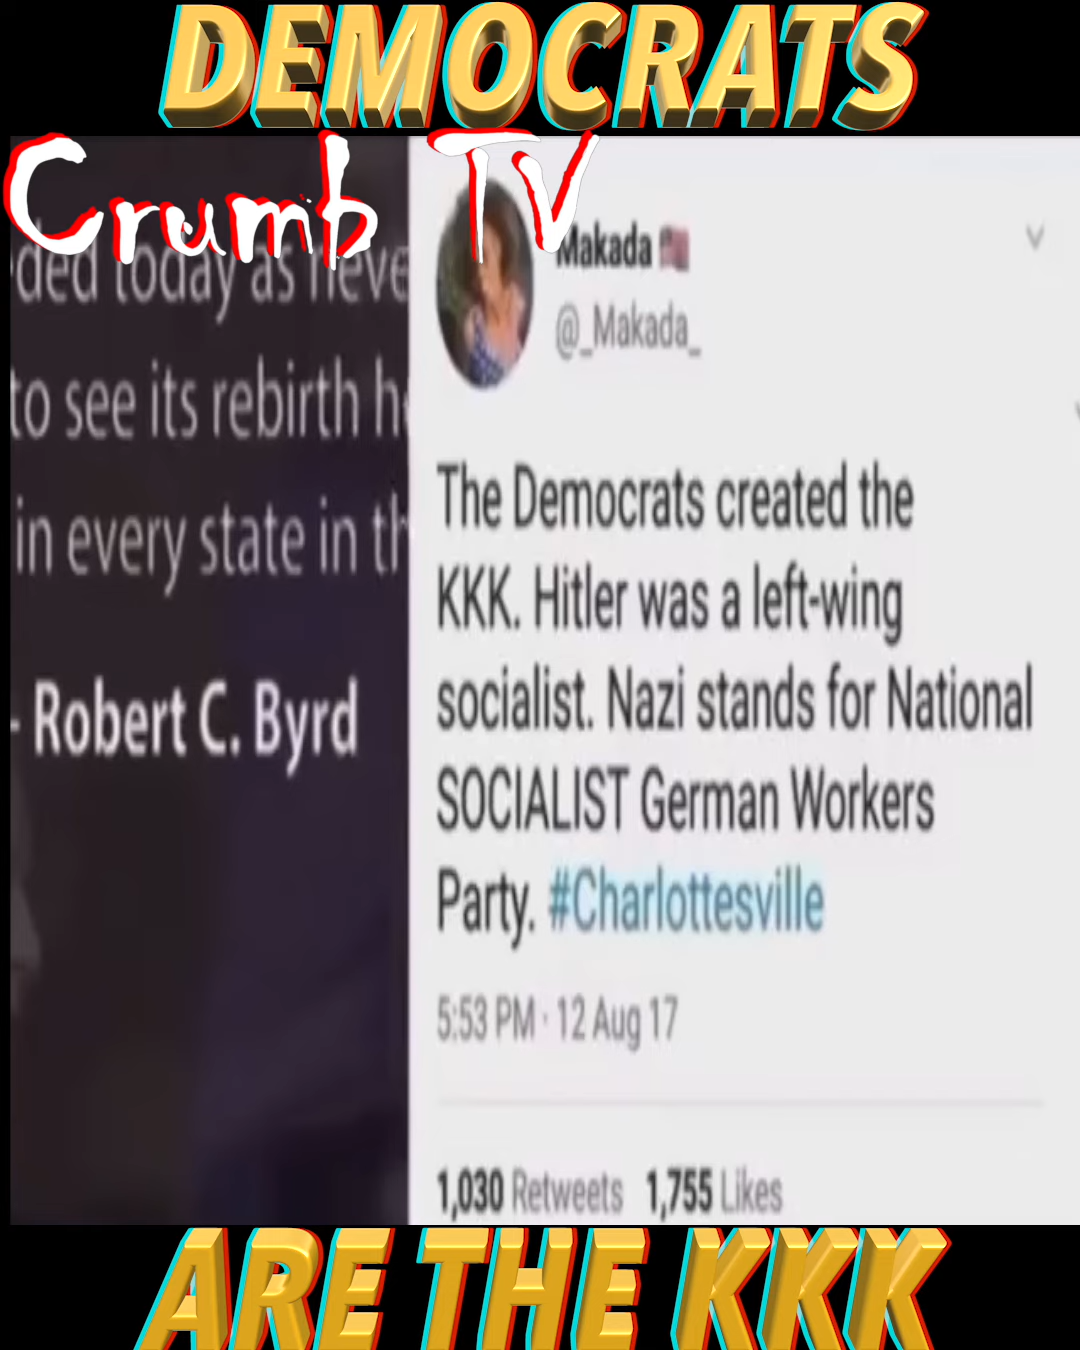 DEMOCRATS
Crumb TV
ded today as neve
to see its rebirth h
in every state in th
- Robert C. Byrd
Makada
@_Makada_
The Democrats created the
KKK. Hitler was a left-wing
socialist. Nazi stands for National
SOCIALIST German Workers
Party. #Charlottesville
5:53 PM · 12 Aug 17
1,030 Retweets 1,755 Likes
ARE THE KKK